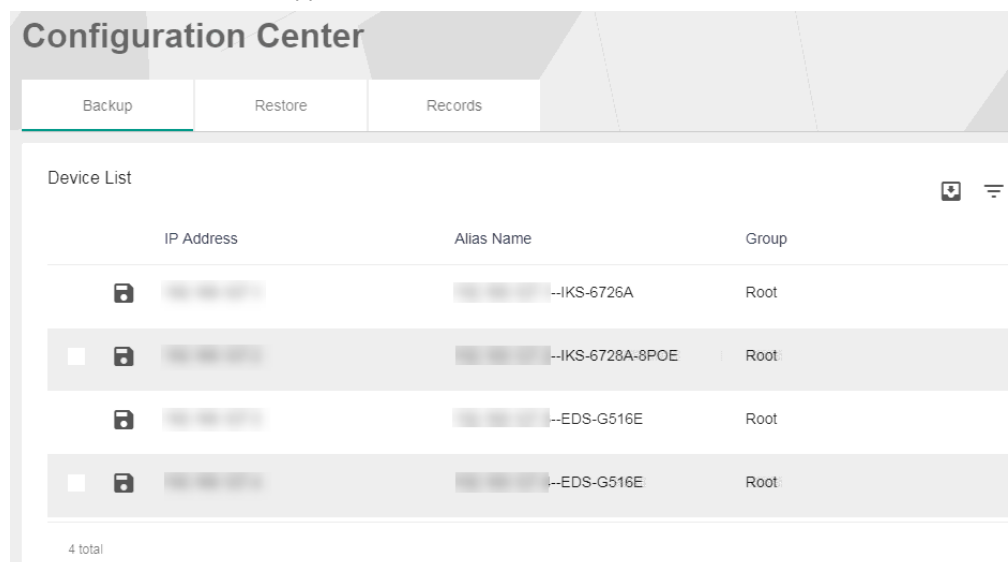 Configuration Center
Backup Restore Records
Device List
IP Address Alias Name Group
--IKS-6726A Root
--IKS-6728A-8POE Root
--EDS-G516E Root
--EDS-G516E Root
4 total